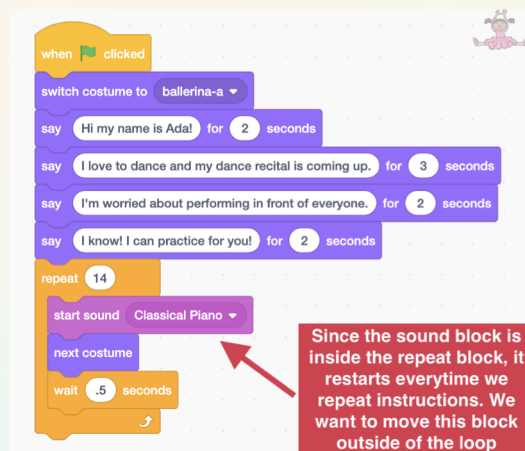 when clicked
switch costume to ballerina-a
say Hi my name is Ada! for 2 seconds
say I love to dance and my dance recital is coming up. for 3 seconds
say I'm worried about performing in front of everyone. for 2 seconds
say I know! I can practice for you! for 2 seconds
repeat 14
start sound Classical Piano
next costume
wait .5 seconds
Since the sound block is
inside the repeat block, it
restarts everytime we
repeat instructions. We
want to move this block
outside of the loop